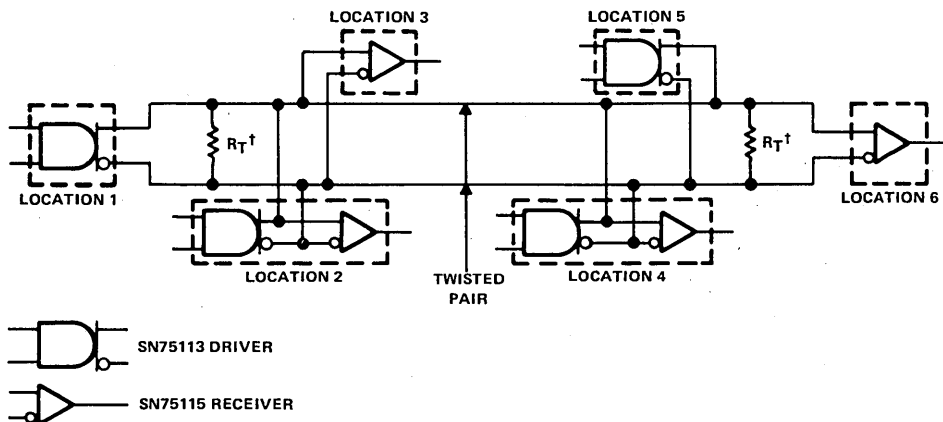 LOCATION 3
LOCATION 5
R_T†
R_T†
LOCATION 1
LOCATION 6
LOCATION 2
LOCATION 4
TWISTED
PAIR
SN75113 DRIVER
SN75115 RECEIVER